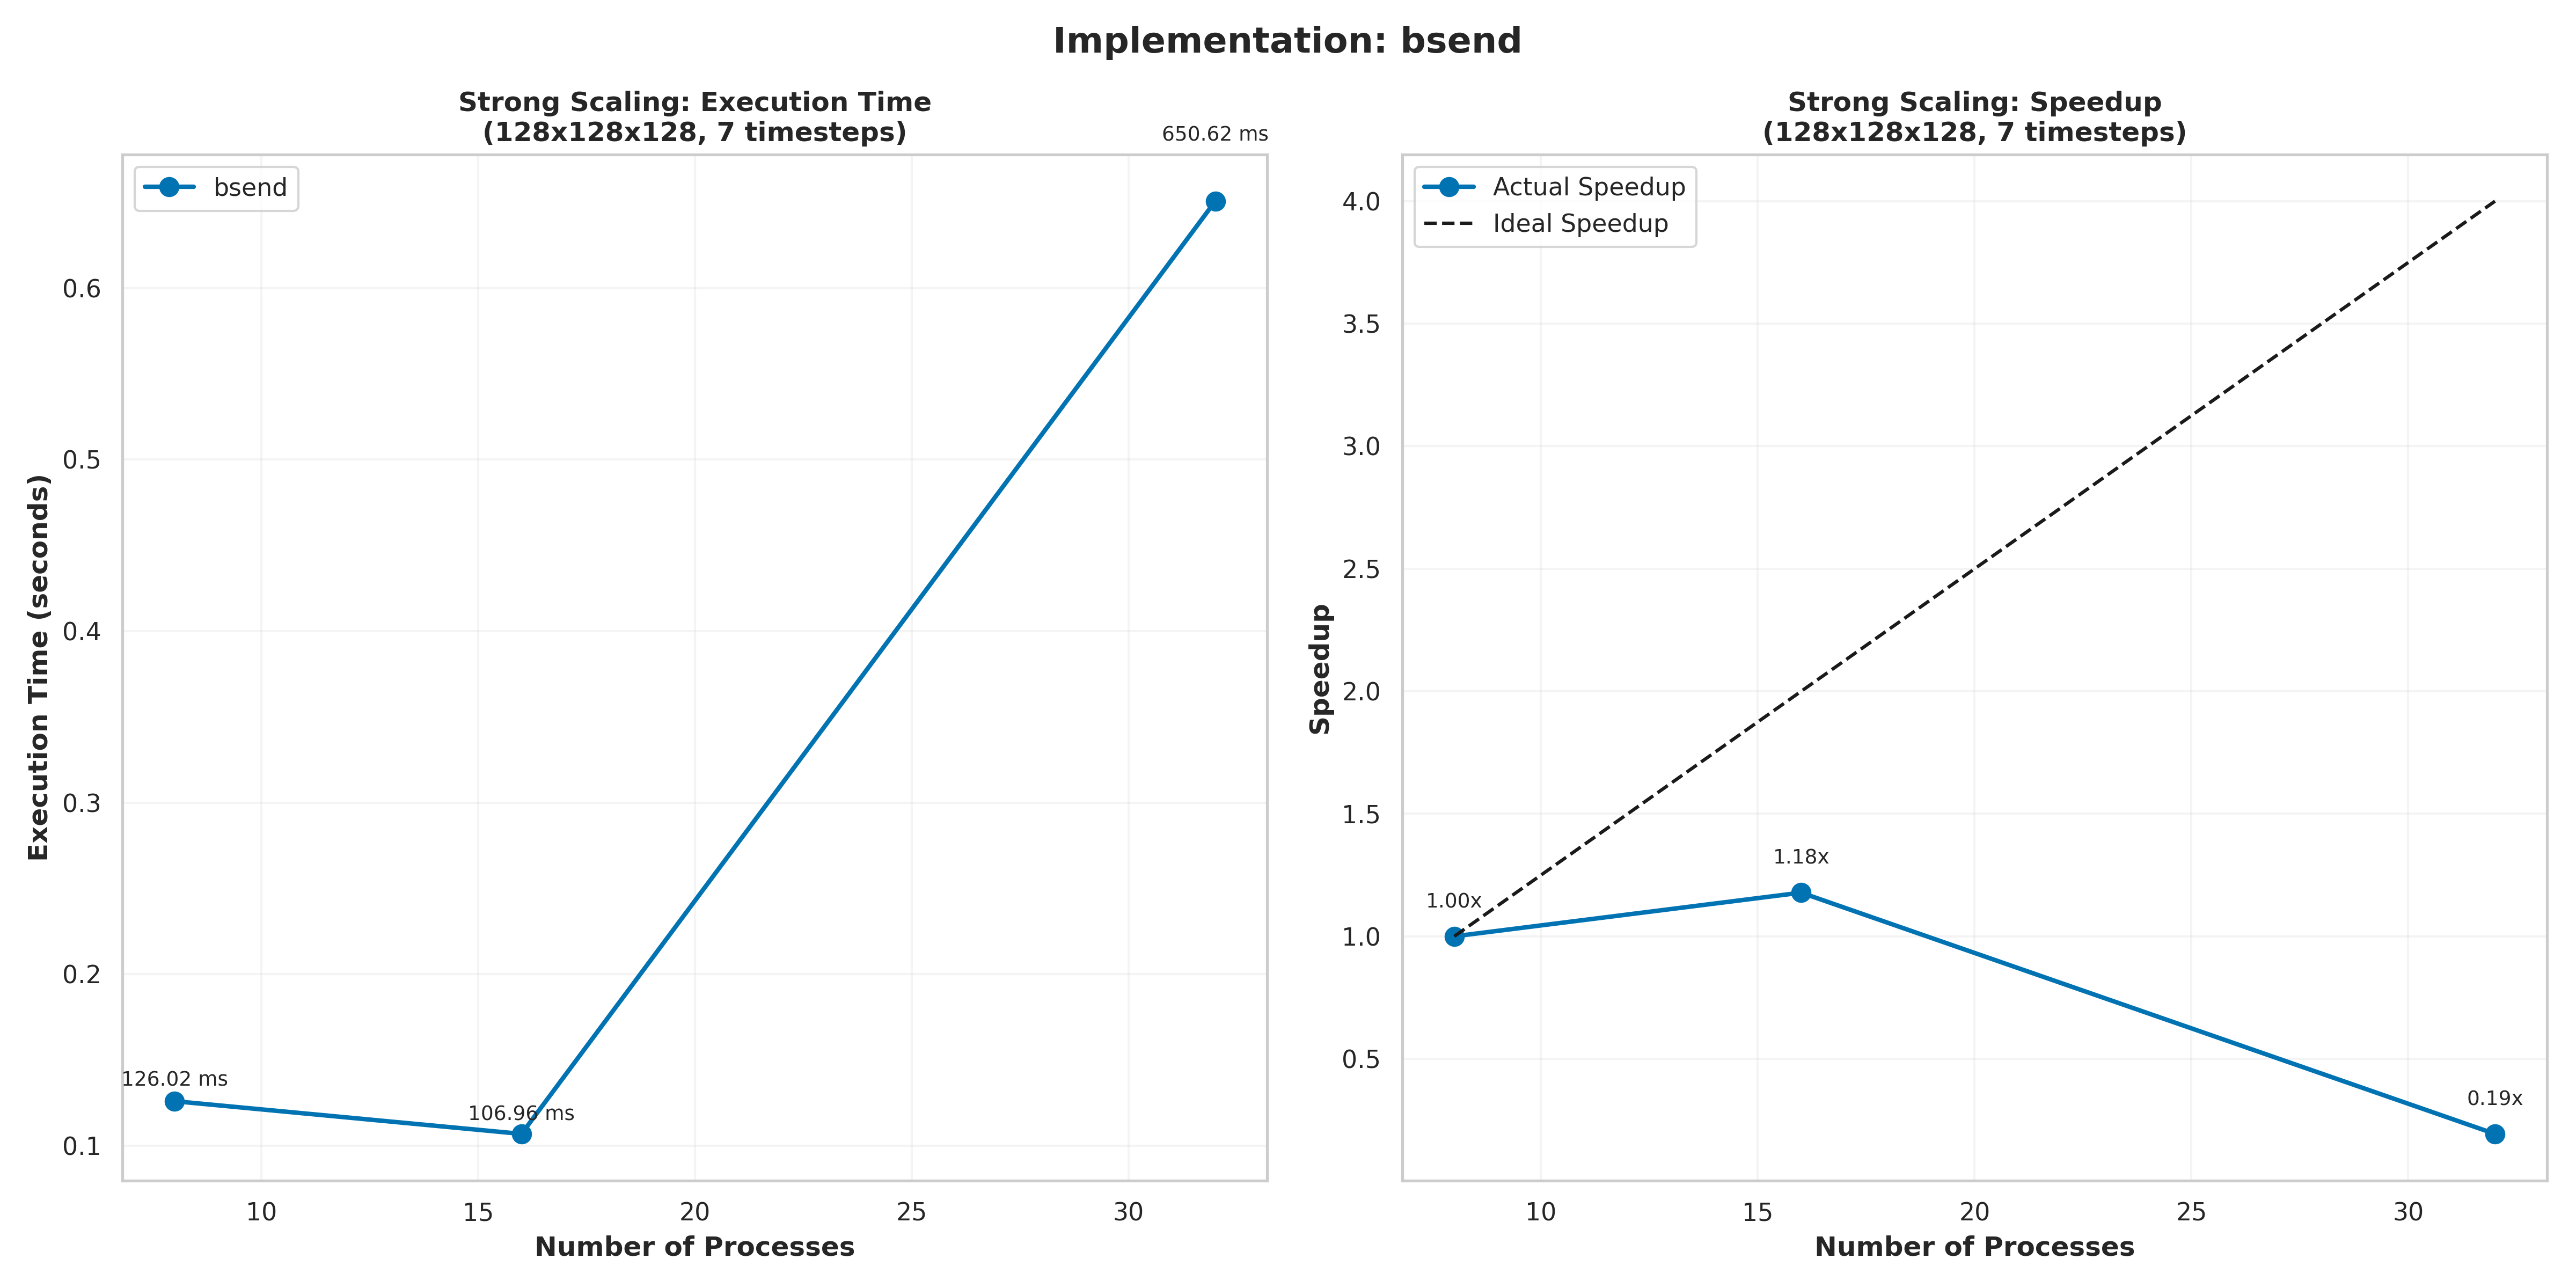 Implementation: bsend
Strong Scaling: Execution Time
(128x128x128, 7 timesteps)
650.62 ms
bsend
0.6
0.5
0.4
0.3
0.2
0.1
Execution Time (seconds)
126.02 ms
106.96 ms
10
15
20
25
30
Number of Processes
Strong Scaling: Speedup
(128x128x128, 7 timesteps)
Actual Speedup
Ideal Speedup
4.0
3.5
3.0
2.5
2.0
1.5
1.0
0.5
Speedup
1.00x
1.18x
0.19x
10
15
20
25
30
Number of Processes